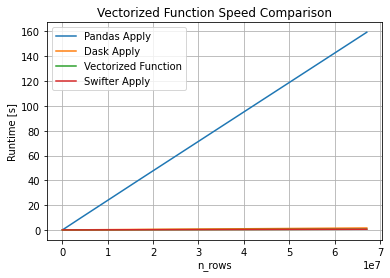 Vectorized Function Speed Comparison
Pandas Apply
Dask Apply
Vectorized Function
Swifter Apply
Runtime [s]
160
140
120
100
80
60
40
20
0
0 1 2 3 4 5 6 7
1e7
n_rows